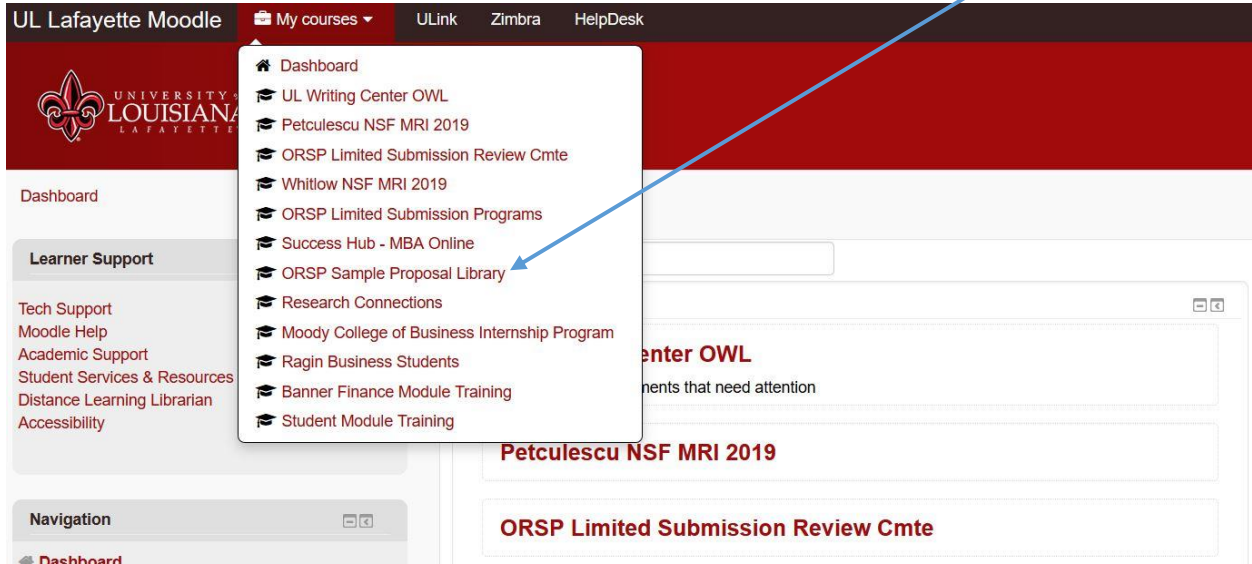 UL Lafayette Moodle My courses ULink Zimbra HelpDesk
UNIVERSITY
LOUISIANA
LAFAYETTE
Dashboard
UL Writing Center OWL
Petculescu NSF MRI 2019
ORSP Limited Submission Review Cmte
Whitlow NSF MRI 2019
ORSP Limited Submission Programs
Success Hub - MBA Online
ORSP Sample Proposal Library
Research Connections
Moody College of Business Internship Program
Ragin Business Students
Banner Finance Module Training
Student Module Training
Dashboard
Learner Support
Tech Support
Moodle Help
Academic Support
Student Services & Resources
Distance Learning Librarian
Accessibility
Navigation
Dashboard
enter OWL
ments that need attention
Petculescu NSF MRI 2019
ORSP Limited Submission Review Cmte